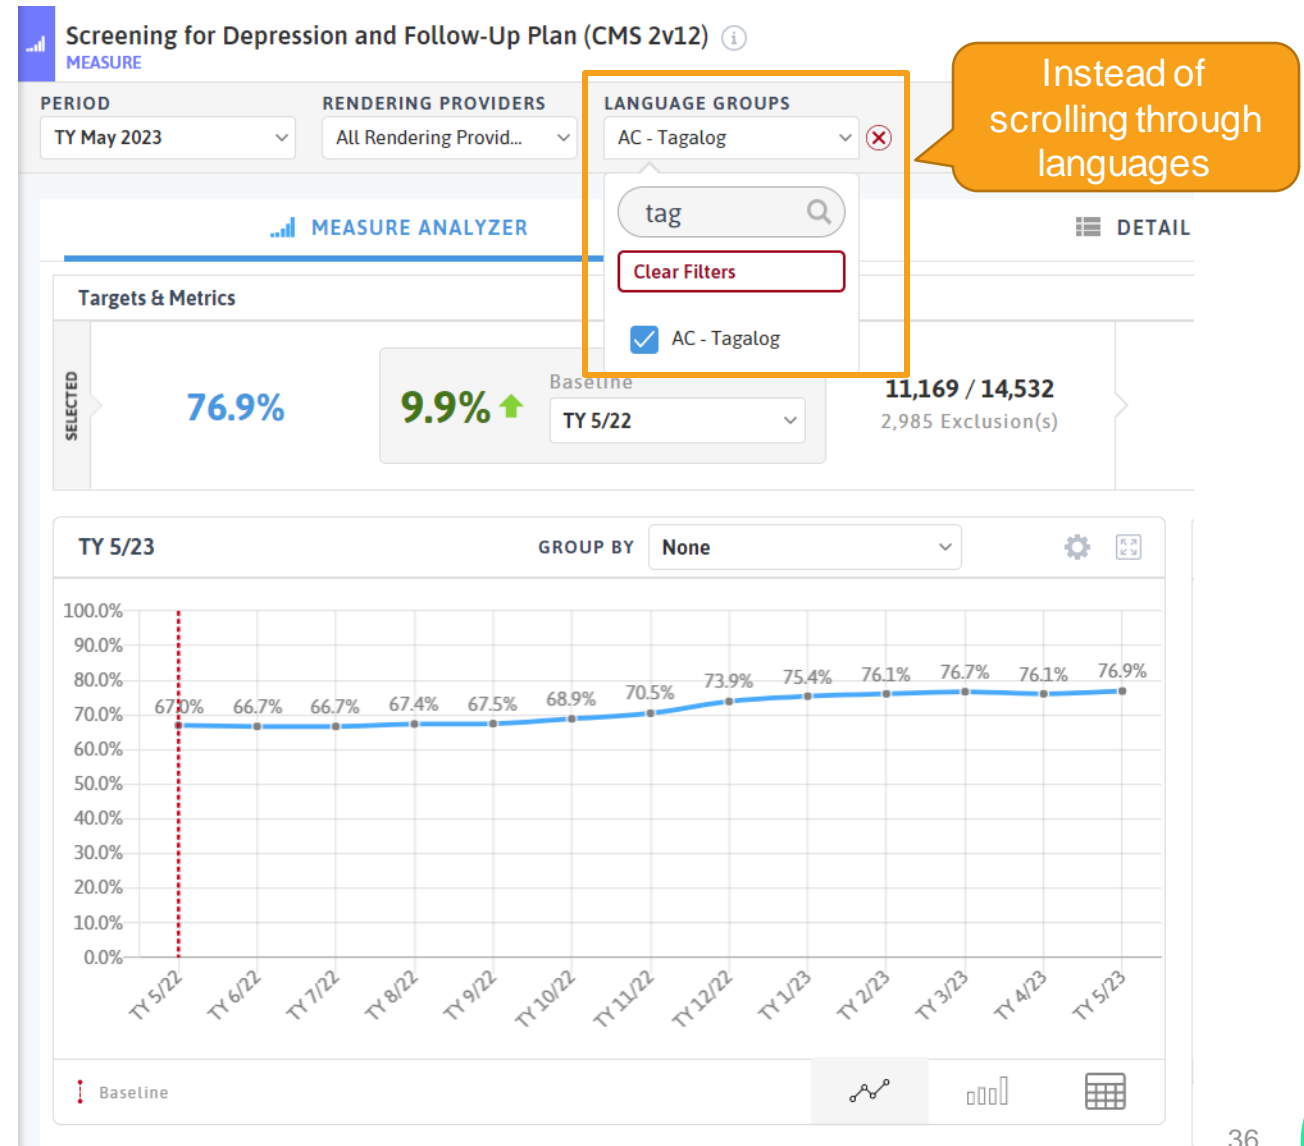 Screening for Depression and Follow-Up Plan (CMS 2v12)
MEASURE
Instead of
scrolling through
languages
PERIOD
TY May 2023
RENDERING PROVIDERS
All Rendering Provid...
LANGUAGE GROUPS
AC - Tagalog
tag
Clear Filters
AC - Tagalog
MEASURE ANALYZER
DETAIL
Targets & Metrics
SELECTED
76.9%
9.9%
Baseline
TY 5/22
11,169 / 14,532
2,985 Exclusion(s)
TY 5/23
GROUP BY
None
100.0%
90.0%
80.0%
70.0%
60.0%
50.0%
40.0%
30.0%
20.0%
10.0%
0.0%
67.0% 66.7% 66.7% 67.4% 67.5% 68.9% 70.5% 73.9% 75.4% 76.1% 76.7% 76.1% 76.9%
TY 5/22 TY 6/22 TY 7/22 TY 8/22 TY 9/22 TY 10/22 TY 11/22 TY 12/22 TY 1/23 TY 2/23 TY 3/23 TY 4/23 TY 5/23
Baseline
36